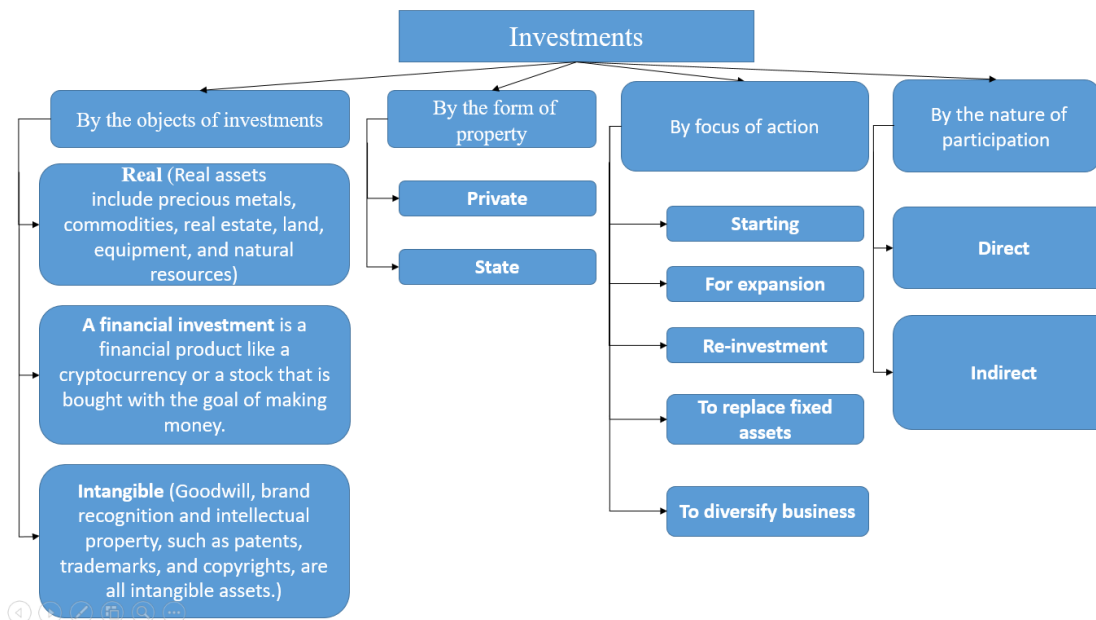 Investments
By the objects of investments
Real (Real assets
include precious metals,
commodities, real estate, land,
equipment, and natural
resources)
A financial investment is a
financial product like a
cryptocurrency or a stock that is
bought with the goal of making
money.
Intangible (Goodwill, brand
recognition and intellectual
property, such as patents,
trademarks, and copyrights, are
all intangible assets.)
By the form of
property
Private
State
By focus of action
Starting
For expansion
Re-investment
To replace fixed
assets
To diversify business
By the nature of
participation
Direct
Indirect